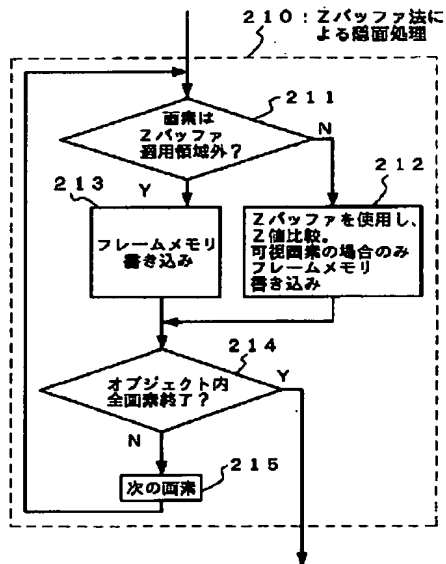 210：Zバッファ法に
よる隠面処理
211
画素は
Zバッファ
適用領域外？
N
Y
213
フレームメモリ
書き込み
212
Zバッファを使用し、
Z値比較。
可視画素の場合のみ
フレームメモリ
書き込み
214
オブジェクト内
全画素終了？
Y
N
215
次の画素